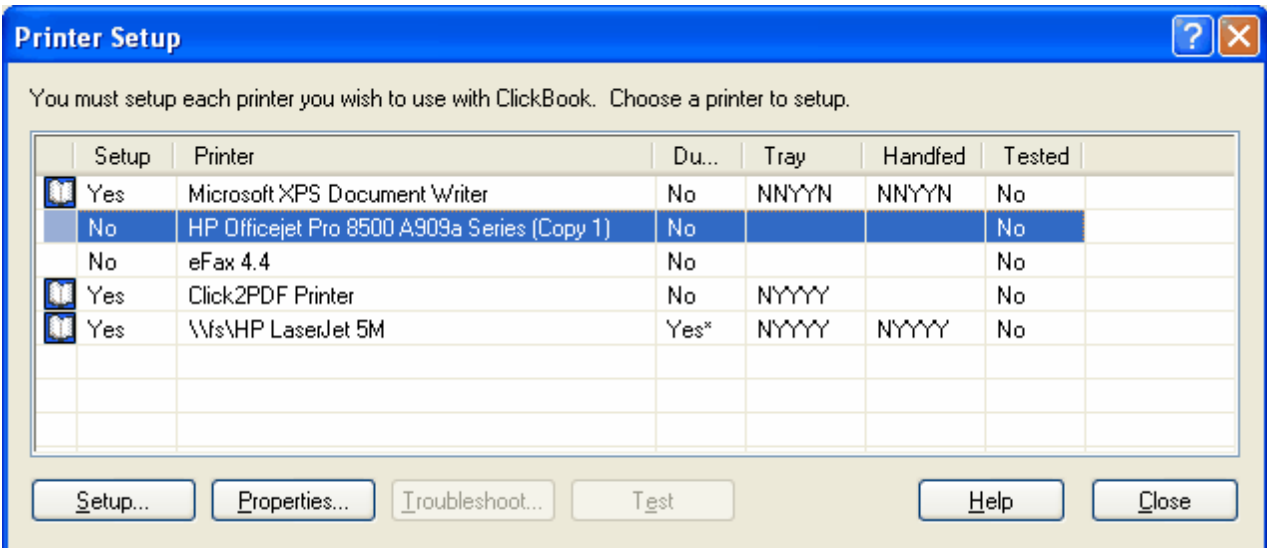 Printer Setup
You must setup each printer you wish to use with ClickBook.  Choose a printer to setup.
Setup Printer Du... Tray Handfed Tested
Yes Microsoft XPS Document Writer No NNYYN NNYYN No
No HP Officejet Pro 8500 A909a Series (Copy 1) No No
No eFax 4.4 No No
Yes Click2PDF Printer No NYYYY No
Yes \\fs\HP LaserJet 5M Yes* NYYYY NYYYY No
Setup... Properties... Troubleshoot... Test Help Close